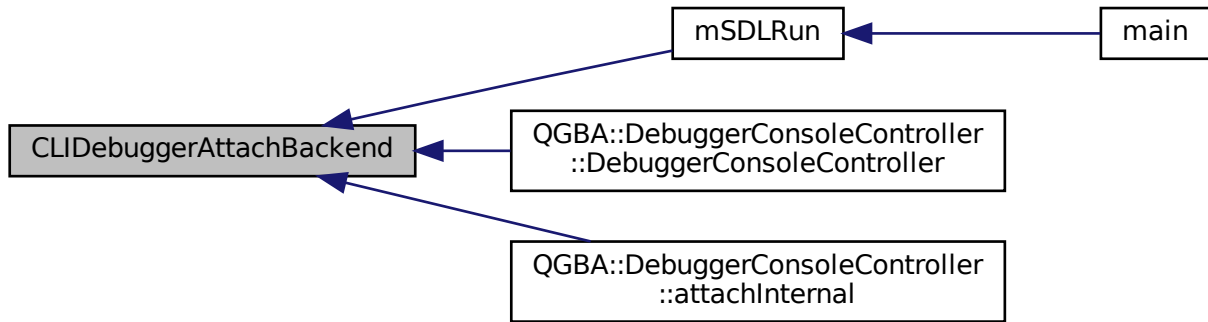 mSDLRun
main
CLIDebuggerAttachBackend
QGBA::DebuggerConsoleController
::DebuggerConsoleController
QGBA::DebuggerConsoleController
::attachInternal